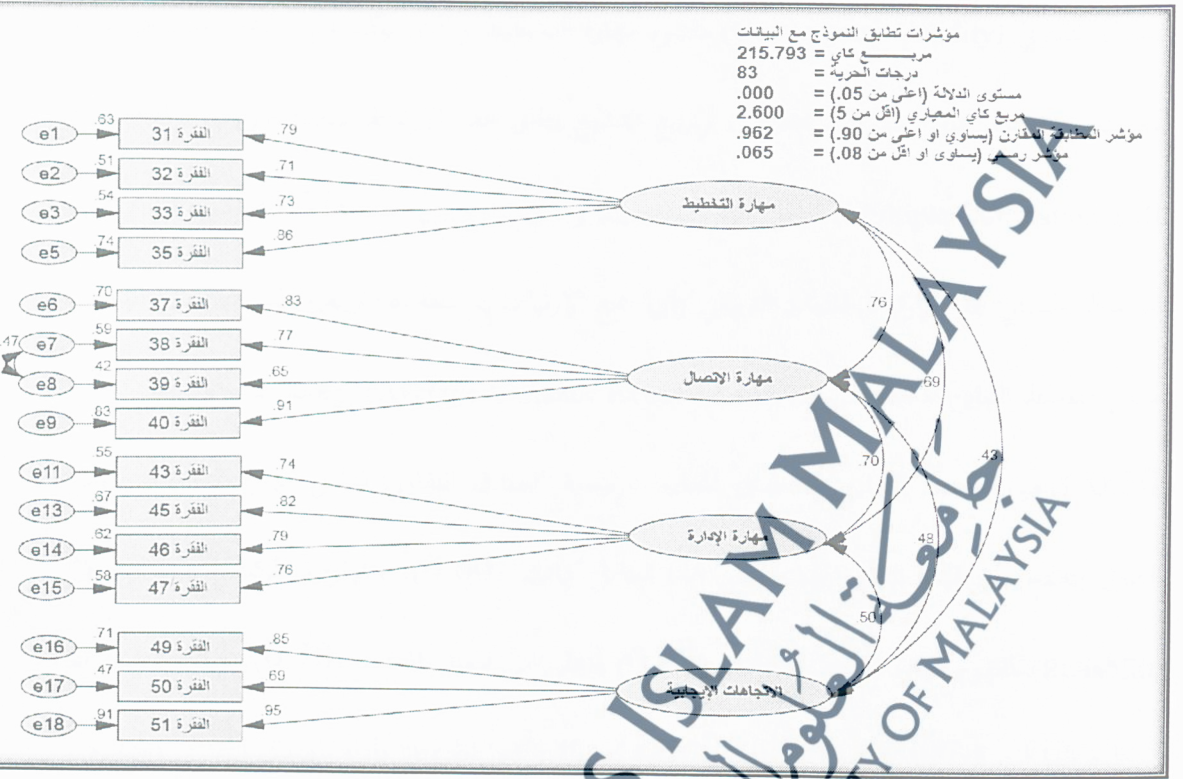 مؤشرات تطابق النموذج مع البيانات
مربـــــــع كاي = 215.793
درجات الحرية = 83
مستوى الدلالة (اعلى من 05.) = .000
مربع كاي المعياري (اقل من 5) = 2.600
مؤشر المطابقة المقارن (يساوي او اعلى من 90.) = .962
مؤشر رمسي (يساوي او اقل من 08.) = .065
e1 .63 الفقرة 31 .79
e2 .51 الفقرة 32 .71
e3 .54 الفقرة 33 .73
e5 .74 الفقرة 35 .86
مهارة التخطيط
e6 .70 الفقرة 37 .83
e7 .59 الفقرة 38 .77
e8 .42 الفقرة 39 .65
e9 .83 الفقرة 40 .91
.47
مهارة الاتصال
e11 .55 الفقرة 43 .74
e13 .67 الفقرة 45 .82
e14 .62 الفقرة 46 .79
e15 .58 الفقرة 47 .76
مهارة الإدارة
e16 .71 الفقرة 49 .85
e17 .47 الفقرة 50 .69
e18 .91 الفقرة 51 .95
الاتجاهات الإيجابية
.76
.69
.43
.70
.48
.50
ISLAM MALAYSIA
جامعة العلوم
OF MALAYSIA